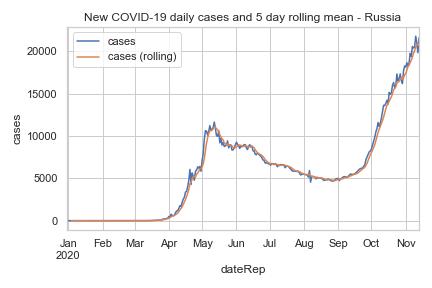 New COVID-19 daily cases and 5 day rolling mean - Russia
cases
cases (rolling)
20000
15000
10000
5000
0
cases
Jan Feb Mar Apr May Jun Jul Aug Sep Oct Nov
2020
dateRep